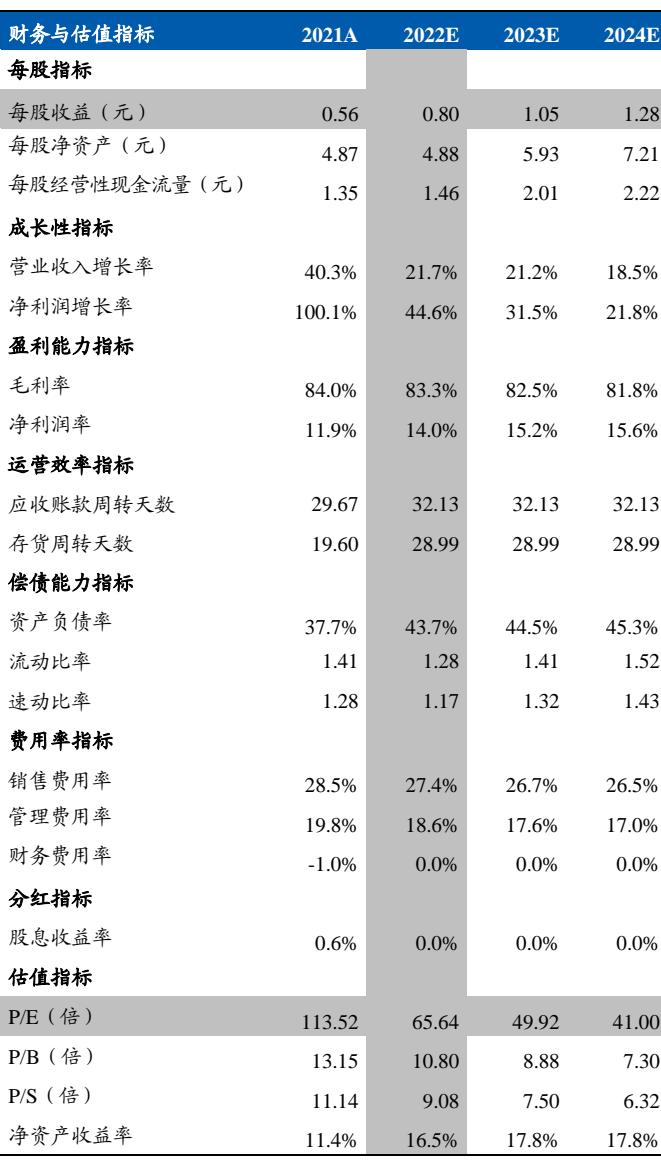 财务与估值指标 2021A 2022E 2023E 2024E
每股指标
每股收益（元） 0.56 0.80 1.05 1.28
每股净资产（元） 4.87 4.88 5.93 7.21
每股经营性现金流量（元） 1.35 1.46 2.01 2.22
成长性指标
营业收入增长率 40.3% 21.7% 21.2% 18.5%
净利润增长率 100.1% 44.6% 31.5% 21.8%
盈利能力指标
毛利率 84.0% 83.3% 82.5% 81.8%
净利润率 11.9% 14.0% 15.2% 15.6%
运营效率指标
应收账款周转天数 29.67 32.13 32.13 32.13
存货周转天数 19.60 28.99 28.99 28.99
偿债能力指标
资产负债率 37.7% 43.7% 44.5% 45.3%
流动比率 1.41 1.28 1.41 1.52
速动比率 1.28 1.17 1.32 1.43
费用率指标
销售费用率 28.5% 27.4% 26.7% 26.5%
管理费用率 19.8% 18.6% 17.6% 17.0%
财务费用率 -1.0% 0.0% 0.0% 0.0%
分红指标
股息收益率 0.6% 0.0% 0.0% 0.0%
估值指标
P/E（倍） 113.52 65.64 49.92 41.00
P/B（倍） 13.15 10.80 8.88 7.30
P/S（倍） 11.14 9.08 7.50 6.32
净资产收益率 11.4% 16.5% 17.8% 17.8%